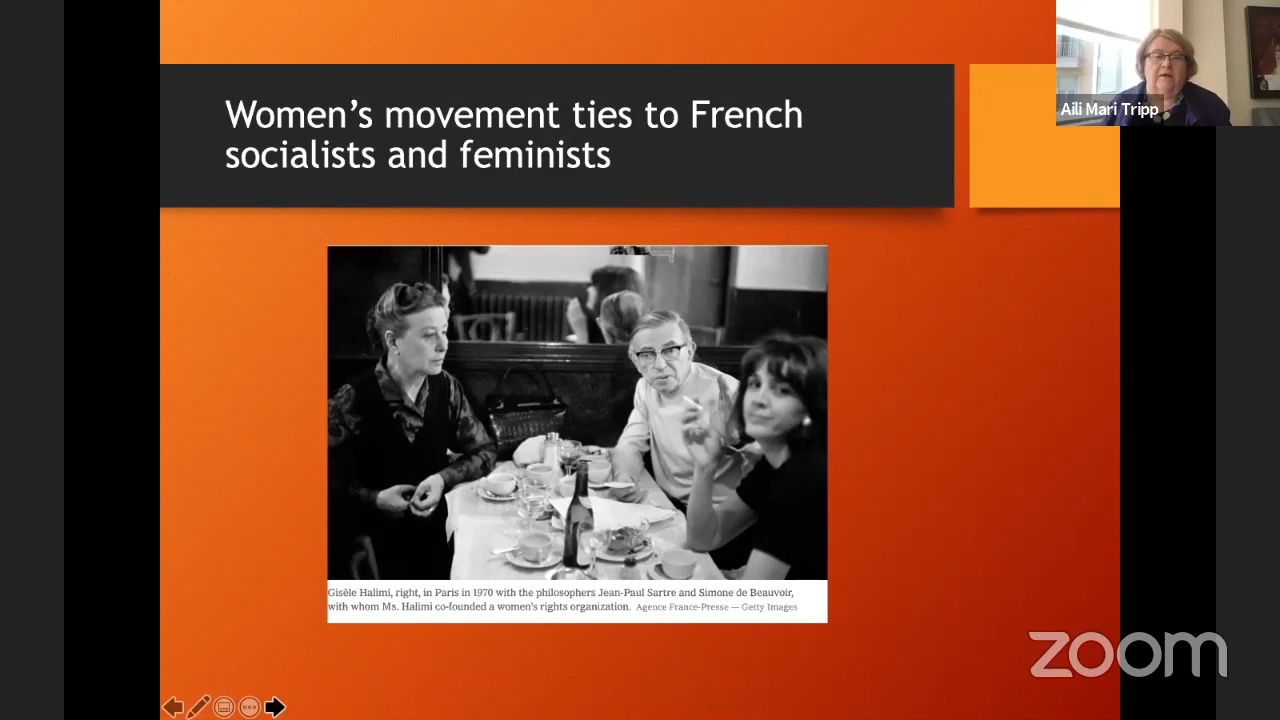 Women's movement ties to French
socialists and feminists
Aili Mari Tripp
Gisèle Halimi, right, in Paris in 1970 with the philosophers Jean-Paul Sartre and Simone de Beauvoir,
with whom Ms. Halimi co-founded a women's rights organization. Agence France-Presse — Getty Images
zoom